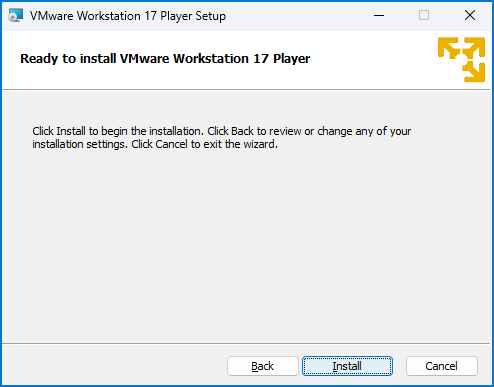 VMware Workstation 17 Player Setup
Ready to install VMware Workstation 17 Player
Click Install to begin the installation. Click Back to review or change any of your
installation settings. Click Cancel to exit the wizard.
Back Install Cancel